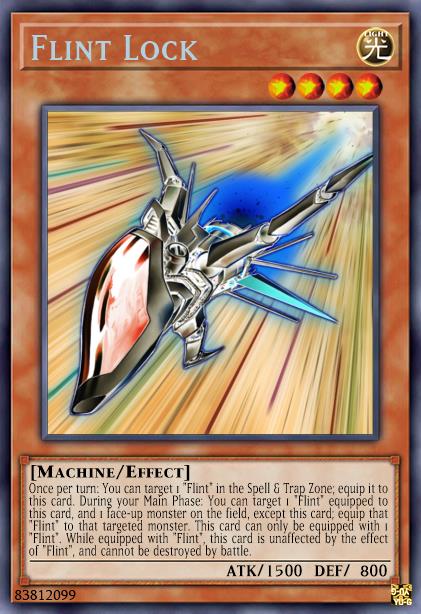 Flint Lock
LIGHT
光
[Machine/Effect]
Once per turn: You can target 1 "Flint" in the Spell & Trap Zone; equip it to
this card. During your Main Phase: You can target 1 "Flint" equipped to
this card, and 1 face-up monster on the field, except this card; equip that
"Flint" to that targeted monster. This card can only be equipped with 1
"Flint". While equipped with "Flint", this card is unaffected by the effect
of "Flint", and cannot be destroyed by battle.
ATK/1500 DEF/ 800
83812099